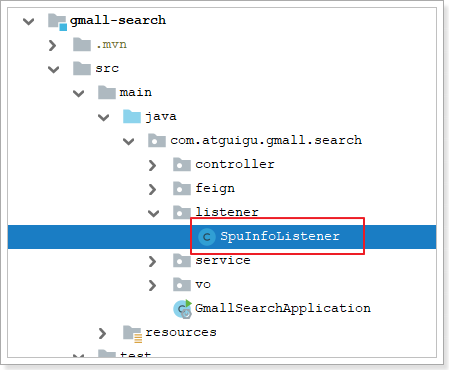 gmall-search
.mvn
src
main
java
com.atguigu.gmall.search
controller
feign
listener
SpuInfoListener
service
vo
GmallSearchApplication
resources
test